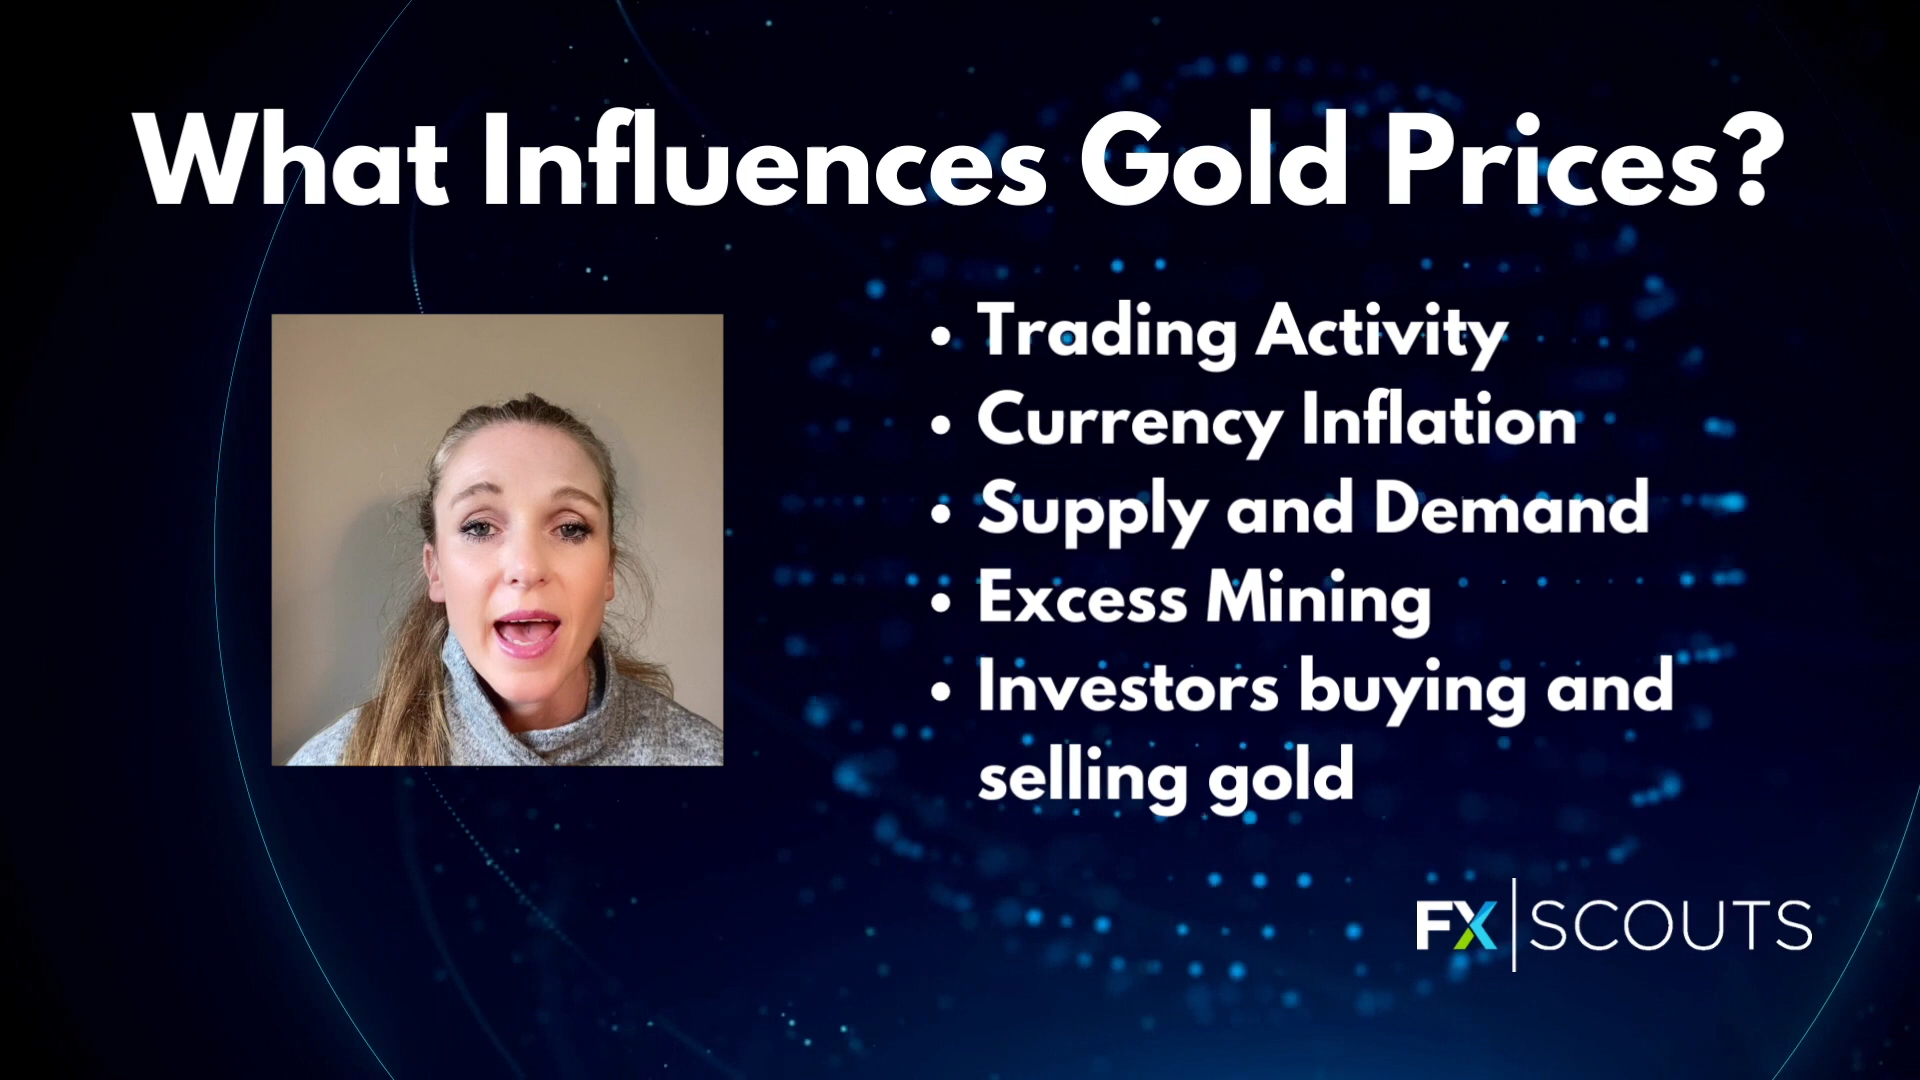 What Influences Gold Prices?
• Trading Activity
• Currency Inflation
• Supply and Demand
• Excess Mining
• Investors buying and
selling gold
FX|SCOUTS